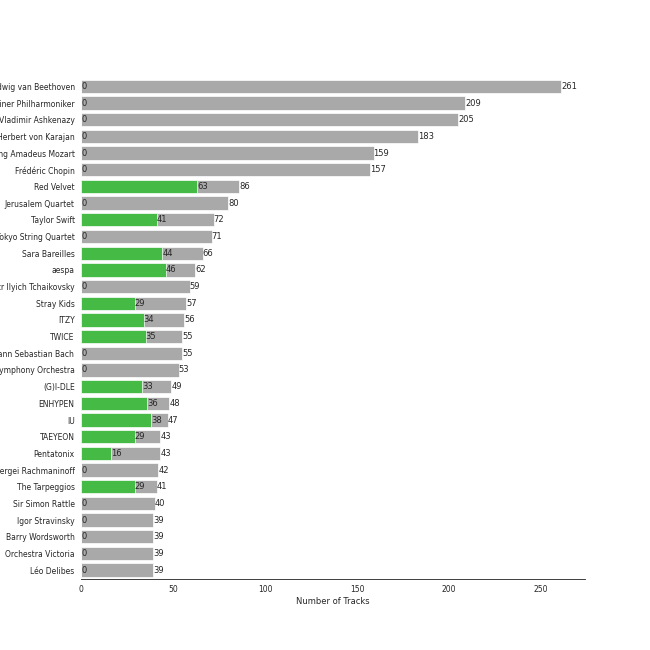 dwig van Beethoven 0 261
iner Philharmoniker 0 209
Vladimir Ashkenazy 0 205
Herbert von Karajan 0 183
ng Amadeus Mozart 0 159
Frédéric Chopin 0 157
Red Velvet 63 86
Jerusalem Quartet 0 80
Taylor Swift 41 72
okyo String Quartet 0 71
Sara Bareilles 44 66
aespa 46 62
r Ilyich Tchaikovsky 0 59
Stray Kids 29 57
ITZY 34 56
TWICE 35 55
ann Sebastian Bach 0 55
ymphony Orchestra 0 53
(G)I-DLE 33 49
ENHYPEN 36 48
IU 38 47
TAEYEON 29 43
Pentatonix 16 43
ergei Rachmaninoff 0 42
The Tarpeggios 29 41
Sir Simon Rattle 0 40
Igor Stravinsky 0 39
Barry Wordsworth 0 39
Orchestra Victoria 0 39
Léo Delibes 0 39
0 50 100 150 200 250
Number of Tracks